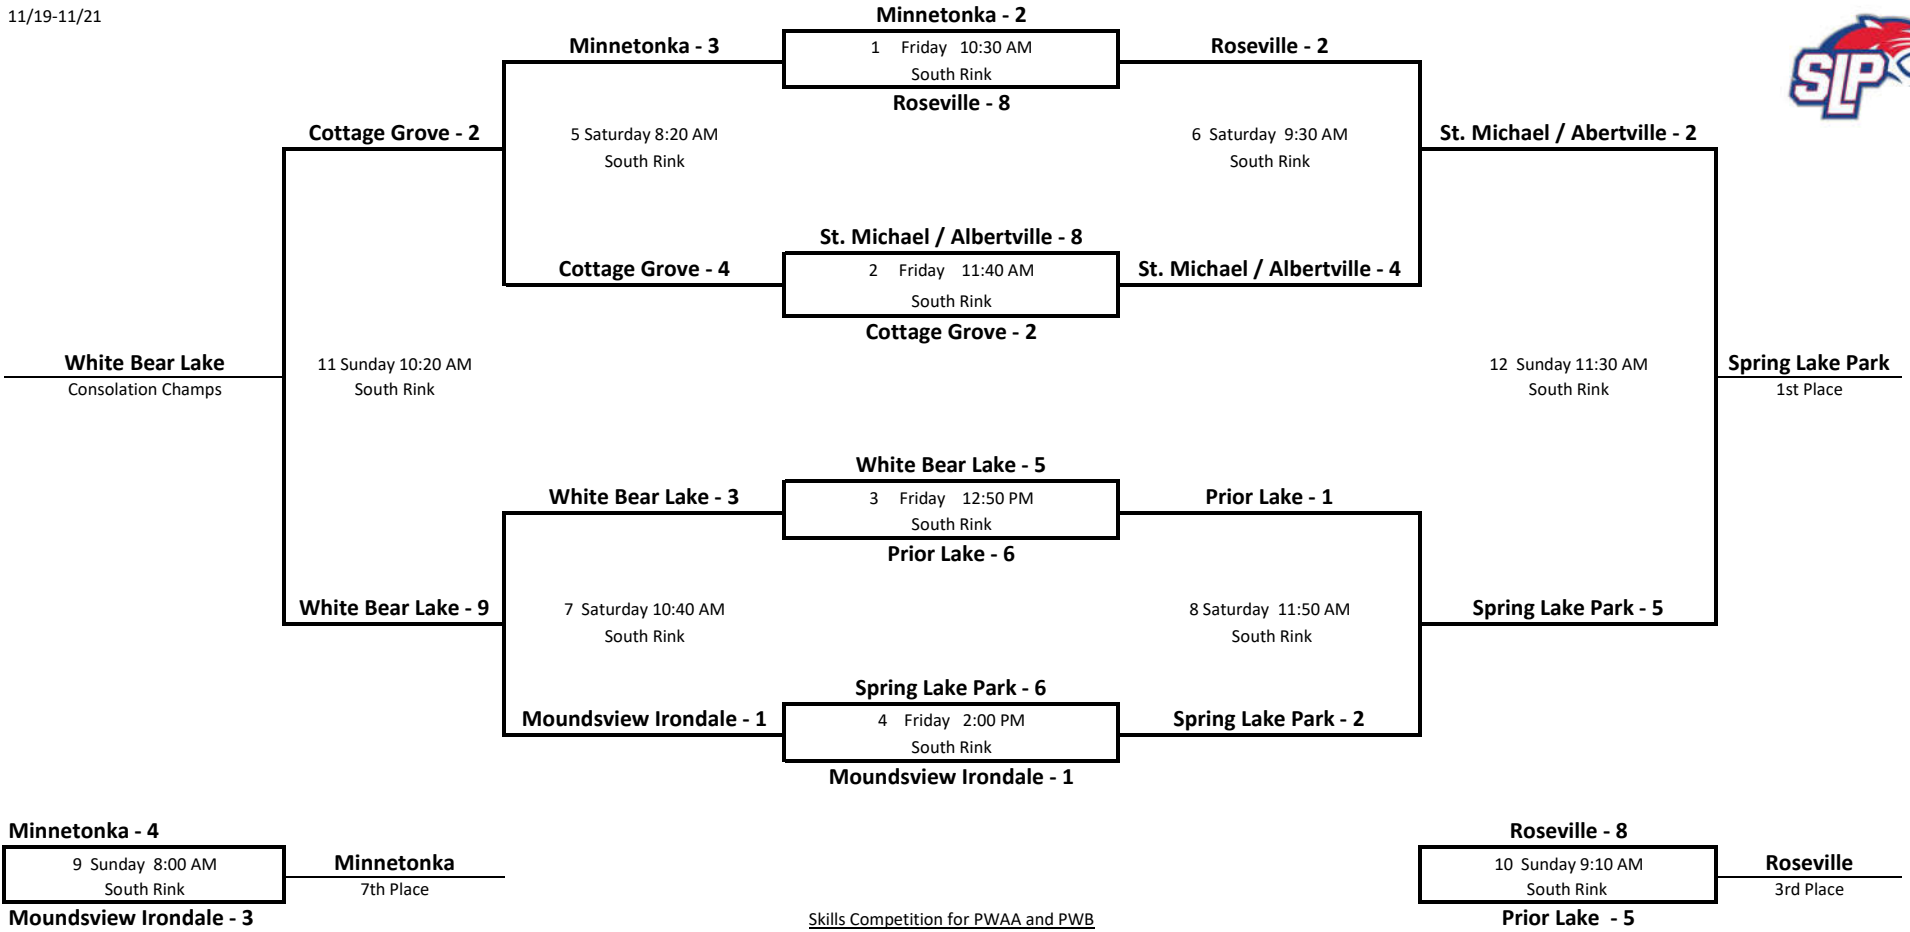 11/19-11/21
Minnetonka - 2
Minnetonka - 3
1 Friday 10:30 AM
Roseville - 2
South Rink
SLP
Roseville - 8
Cottage Grove - 2
5 Saturday 8:20 AM
6 Saturday 9:30 AM
St. Michael / Abertville - 2
South Rink
South Rink
St. Michael / Albertville - 8
Cottage Grove - 4
2 Friday 11:40 AM
St. Michael / Albertville - 4
South Rink
Cottage Grove - 2
White Bear Lake
11 Sunday 10:20 AM
12 Sunday 11:30 AM
Spring Lake Park
Consolation Champs
South Rink
South Rink
1st Place
White Bear Lake - 5
White Bear Lake - 3
3 Friday 12:50 PM
Prior Lake - 1
South Rink
Prior Lake - 6
White Bear Lake - 9
7 Saturday 10:40 AM
8 Saturday 11:50 AM
Spring Lake Park - 5
South Rink
South Rink
Spring Lake Park - 6
Moundsview Irondale - 1
4 Friday 2:00 PM
Spring Lake Park - 2
South Rink
Moundsview Irondale - 1
Minnetonka - 4
Roseville - 8
9 Sunday 8:00 AM
Minnetonka
10 Sunday 9:10 AM
Roseville
South Rink
7th Place
South Rink
3rd Place
Moundsview Irondale - 3
Skills Competition for PWAA and PWB
Prior Lake - 5